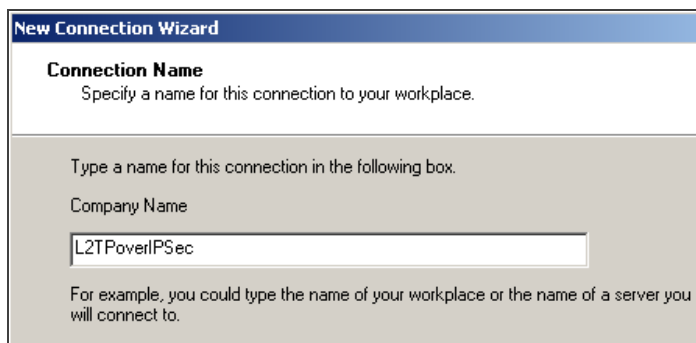 New Connection Wizard
Connection Name
Specify a name for this connection to your workplace.
Type a name for this connection in the following box.
Company Name
L2TPoverIPSec
For example, you could type the name of your workplace or the name of a server you
will connect to.